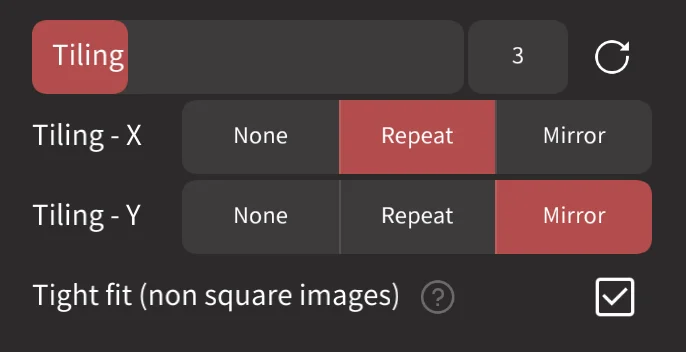 Tiling 3
Tiling - X None Repeat Mirror
Tiling - Y None Repeat Mirror
Tight fit (non square images) ?